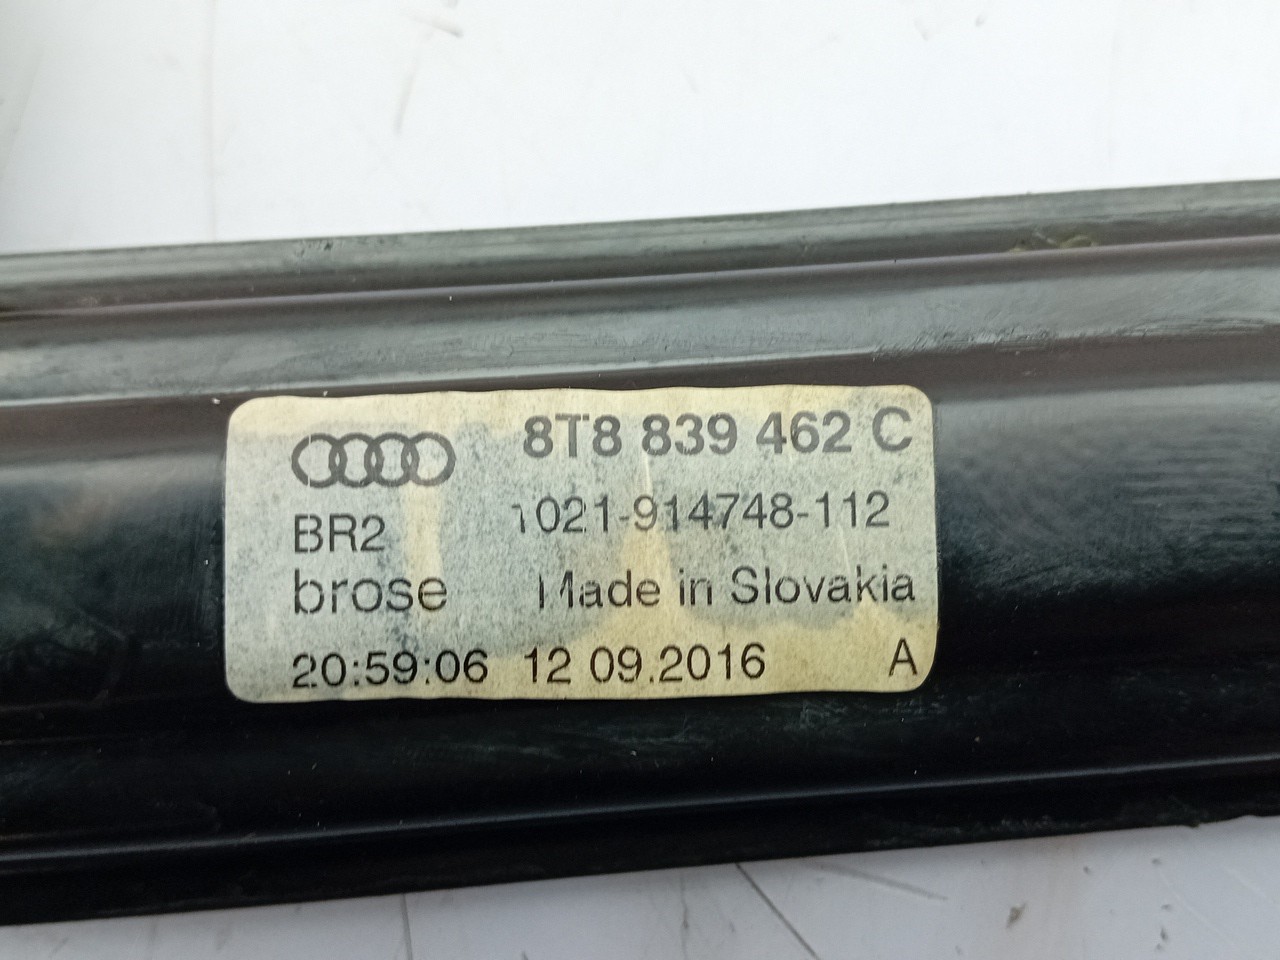 8T8 839 462 C
BR2 1021-914748-112
brose Made in Slovakia
20:59:06 12 09.2016 A